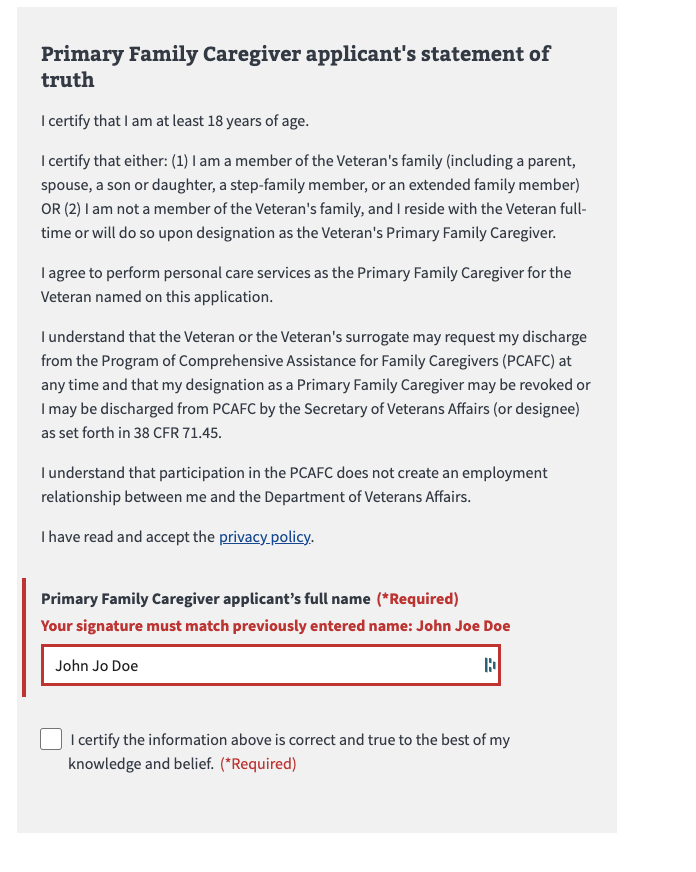 Primary Family Caregiver applicant's statement of
truth
I certify that I am at least 18 years of age.
I certify that either: (1) I am a member of the Veteran's family (including a parent,
spouse, a son or daughter, a step-family member, or an extended family member)
OR (2) I am not a member of the Veteran's family, and I reside with the Veteran full-
time or will do so upon designation as the Veteran's Primary Family Caregiver.
I agree to perform personal care services as the Primary Family Caregiver for the
Veteran named on this application.
I understand that the Veteran or the Veteran's surrogate may request my discharge
from the Program of Comprehensive Assistance for Family Caregivers (PCAFC) at
any time and that my designation as a Primary Family Caregiver may be revoked or
I may be discharged from PCAFC by the Secretary of Veterans Affairs (or designee)
as set forth in 38 CFR 71.45.
I understand that participation in the PCAFC does not create an employment
relationship between me and the Department of Veterans Affairs.
I have read and accept the privacy policy.
Primary Family Caregiver applicant’s full name (*Required)
Your signature must match previously entered name: John Joe Doe
John Jo Doe
I certify the information above is correct and true to the best of my
knowledge and belief. (*Required)